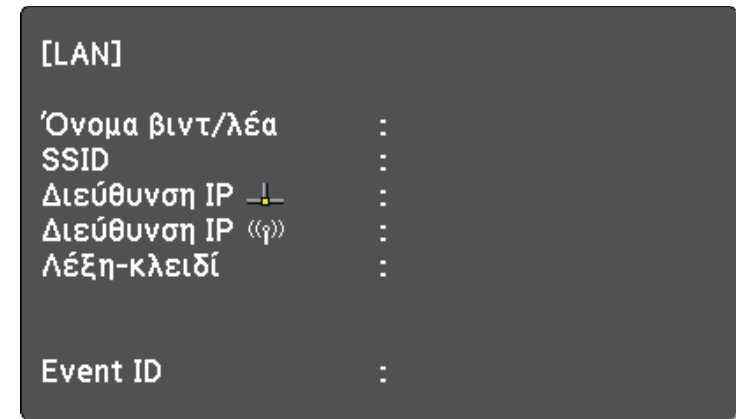 [LAN]
Όνομα βιντ/λέα :
SSID :
Διεύθυνση IP :
Διεύθυνση IP :
Λέξη-κλειδί :
Event ID :